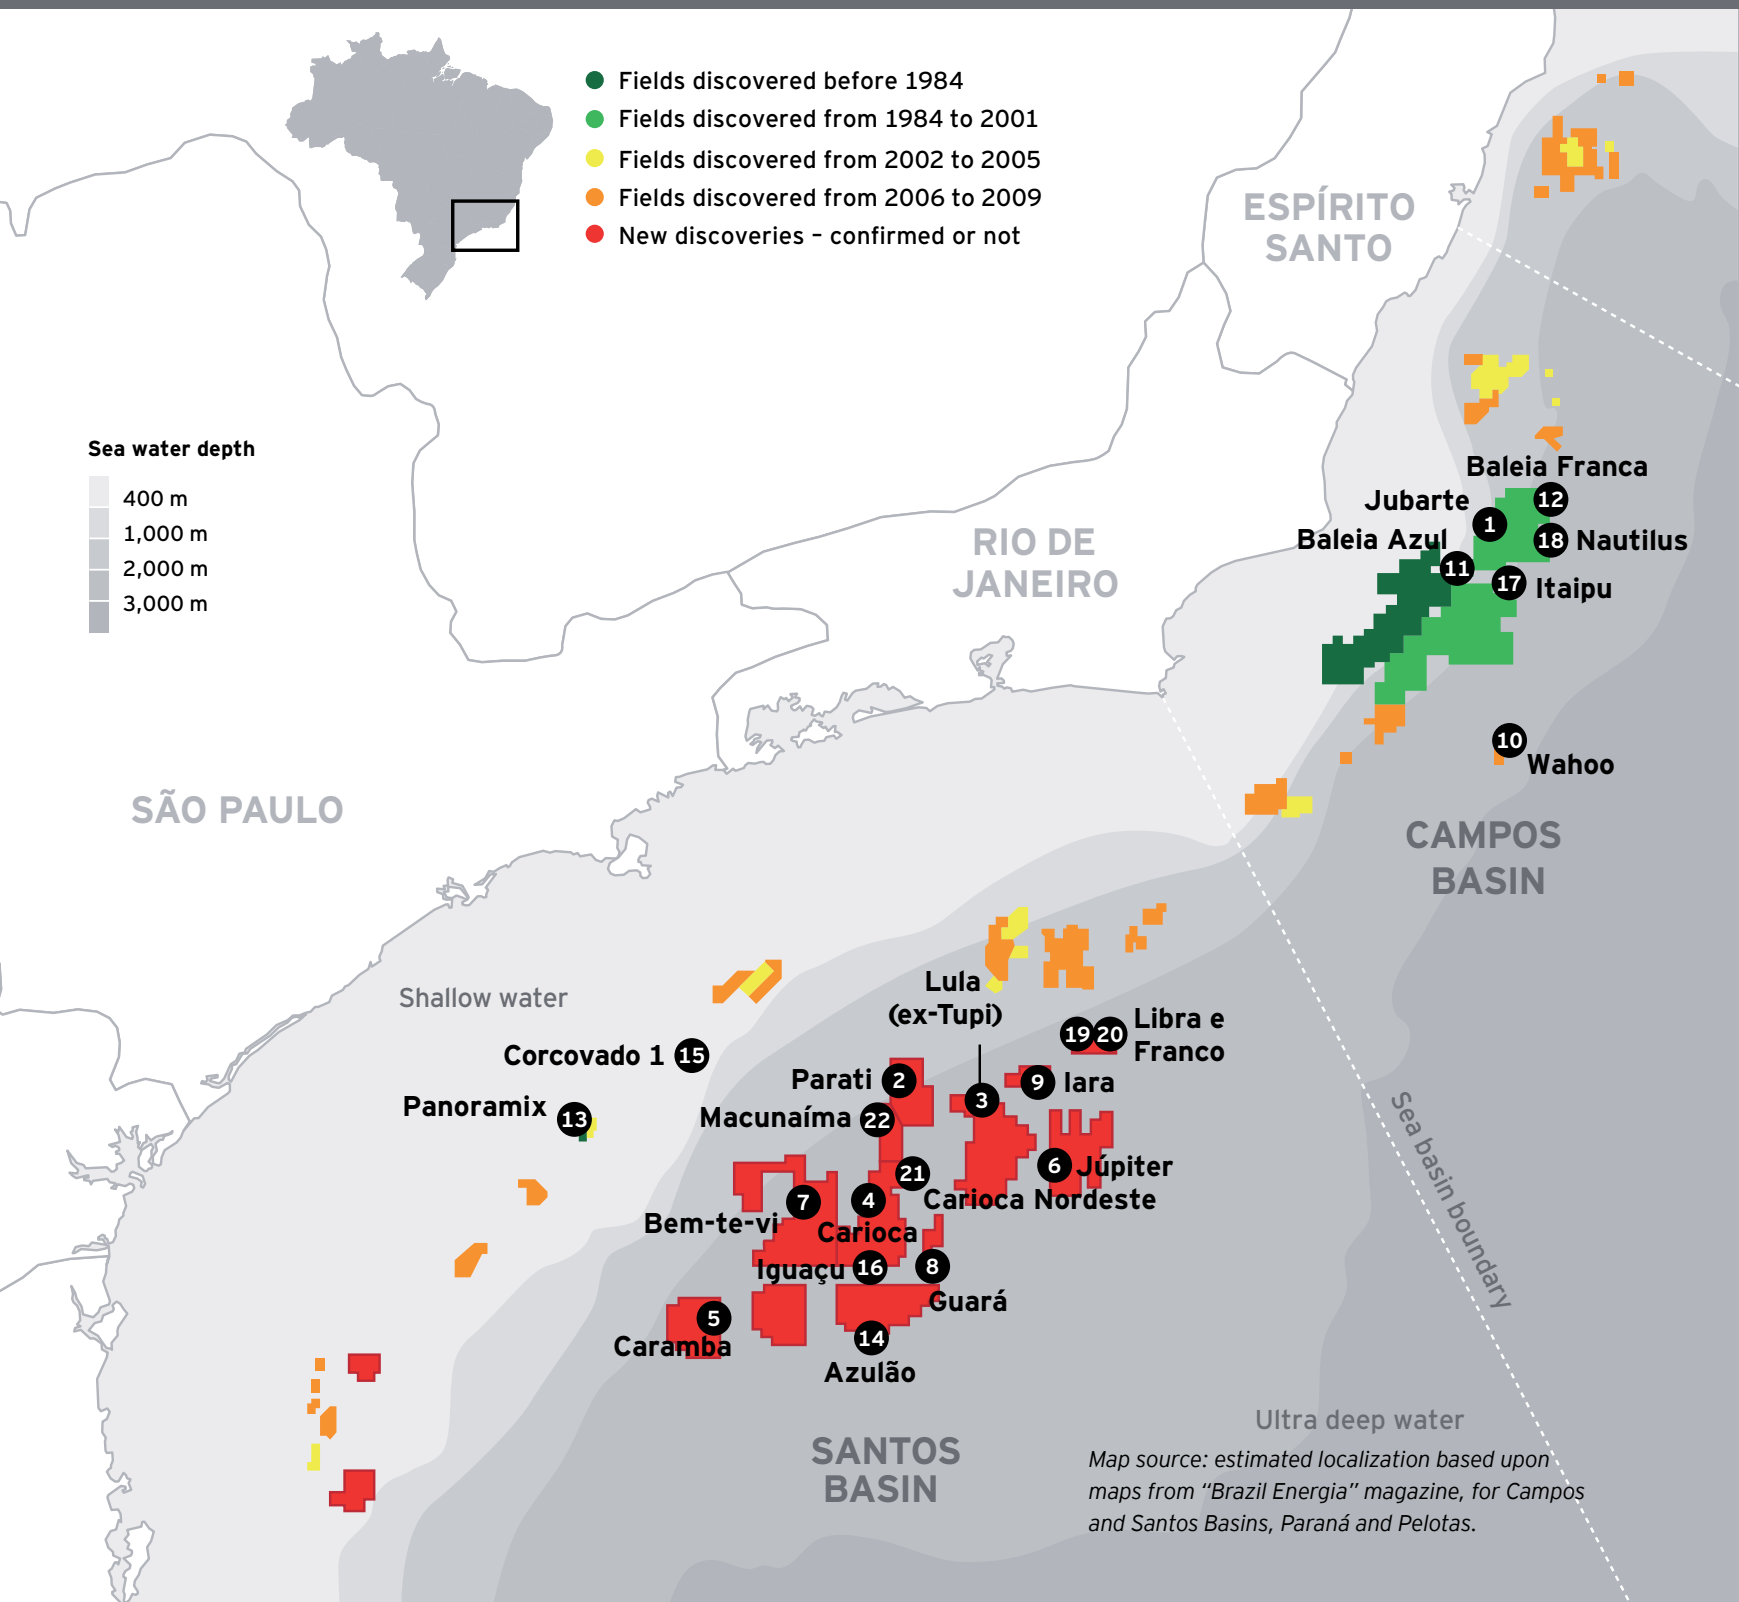 Fields discovered before 1984
Fields discovered from 1984 to 2001
Fields discovered from 2002 to 2005
Fields discovered from 2006 to 2009
New discoveries – confirmed or not
ESPÍRITO
SANTO
Sea water depth
400 m
1,000 m
2,000 m
3,000 m
Baleia Franca
12
Jubarte
1
Baleia Azul
11
18 Nautilus
17 Itaipu
RIO DE
JANEIRO
10
Wahoo
SÃO PAULO
CAMPOS
BASIN
Shallow water
Lula
(ex-Tupi)
3
19 20 Libra e
Franco
Corcovado 1 15
Parati 2
9 Iara
Panoramix 13
Macunaíma 22
6 Júpiter
21
Carioca Nordeste
7
Bem-te-vi
4
Carioca
Iguaçu 16
8
Guará
5
Caramba
14
Azulão
Sea basin boundary
SANTOS
BASIN
Ultra deep water
Map source: estimated localization based upon
maps from “Brazil Energia” magazine, for Campos
and Santos Basins, Paraná and Pelotas.